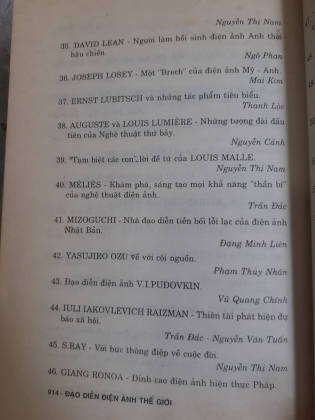 Nguyễn Thị Nam
35. DAVID LEAN - Người làm hồi sinh điện ảnh Anh thời
hậu chiến.
Ngô Phan
36. JOSEPH LOSEY - Một "Brech" của điện ảnh Mỹ - Anh.
Mai Kim
37. ERNST LUBITSCH và những tác phẩm tiêu biểu.
Thanh Lộc
38. AUGUSTE và LOUIS LUMIÈRE - Những tượng đài đầu
tiên của Nghệ thuật thứ bảy.
Nguyễn Cảnh
39. "Tạm biệt các con", lời đề từ của LOUIS MALLE.
Nguyễn Thị Nam
40. MÉLIÈS - Khám phá, sáng tạo mọi khả năng "thần bí"
của nghệ thuật điện ảnh.
Trần Đắc
41. MIZOGUCHI - Nhà đạo diễn tiền bối lỗi lạc của điện ảnh
Nhật Bản.
Đặng Minh Liên
42. YASUJIRO OZU về với cội nguồn.
Phạm Thùy Nhân
43. Đạo diễn điện ảnh V.I.PUDOVKIN.
Vũ Quang Chính
44. IULI IAKOVLEVICH RAIZMAN - Thiên tài phát hiện dự
báo xã hội.
Trần Đắc - Nguyễn Văn Tuấn
45. S.RAY - Với bức thông điệp về cuộc đời.
Nguyễn Thị Nam
46. GIANG RONOA - Đỉnh cao điện ảnh hiện thực Pháp.
914 - ĐẠO DIỄN ĐIỆN ẢNH THẾ GIỚI